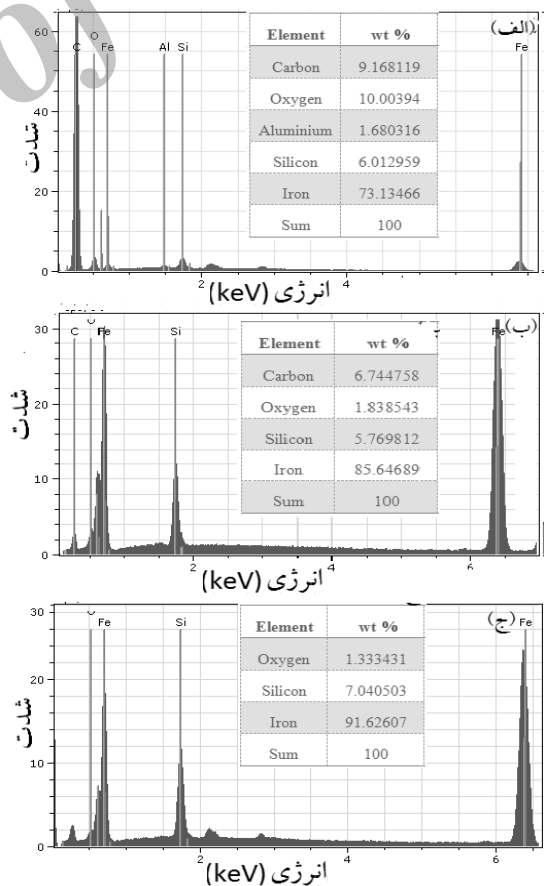 (الف)
60
40
20
0
C
O
Fe
Al
Si
Fe
Element wt %
Carbon 9.168119
Oxygen 10.00394
Aluminium 1.680316
Silicon 6.012959
Iron 73.13466
Sum 100
شدت
2 4
انرژی (keV)
(ب)
30
20
10
0
C
Fe
Si
Fe
Element wt %
Carbon 6.744758
Oxygen 1.838543
Silicon 5.769812
Iron 85.64689
Sum 100
شدت
2 4 6
انرژی (keV)
(ج)
30
20
10
0
Fe
Si
Fe
Element wt %
Oxygen 1.333431
Silicon 7.040503
Iron 91.62607
Sum 100
شدت
2 4 6
انرژی (keV)